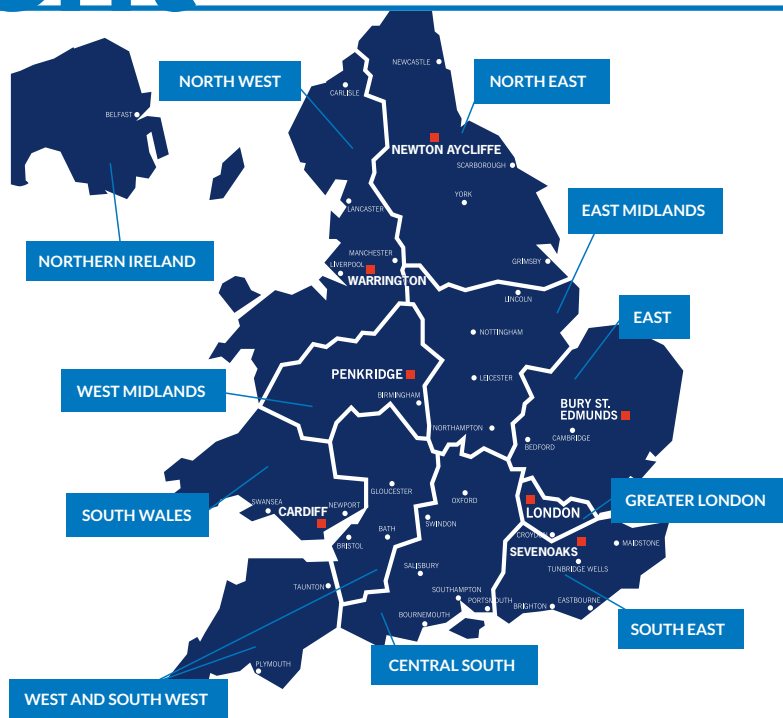 NEWCASTLE
NORTH WEST
NORTH EAST
CARLISLE
BELFAST
NEWTON AYCLIFFE
SCARBOROUGH
YORK
LANCASTER
EAST MIDLANDS
NORTHERN IRELAND
MANCHESTER
LIVERPOOL
GRIMSBY
WARRINGTON
LINCOLN
EAST
NOTTINGHAM
PENKRIDGE
LEICESTER
WEST MIDLANDS
BIRMINGHAM
BURY ST.
EDMUNDS
NORTHAMPTON
CAMBRIDGE
BEDFORD
GLOUCESTER
OXFORD
GREATER LONDON
SOUTH WALES
SWANSEA
CARDIFF
NEWPORT
LONDON
SWINDON
BATH
BRISTOL
CROYDON
SEVENOAKS
MAIDSTONE
SALISBURY
TUNBRIDGE WELLS
TAUNTON
SOUTHAMPTON
PORTSMOUTH
BRIGHTON
EASTBOURNE
BOURNEMOUTH
SOUTH EAST
CENTRAL SOUTH
PLYMOUTH
WEST AND SOUTH WEST